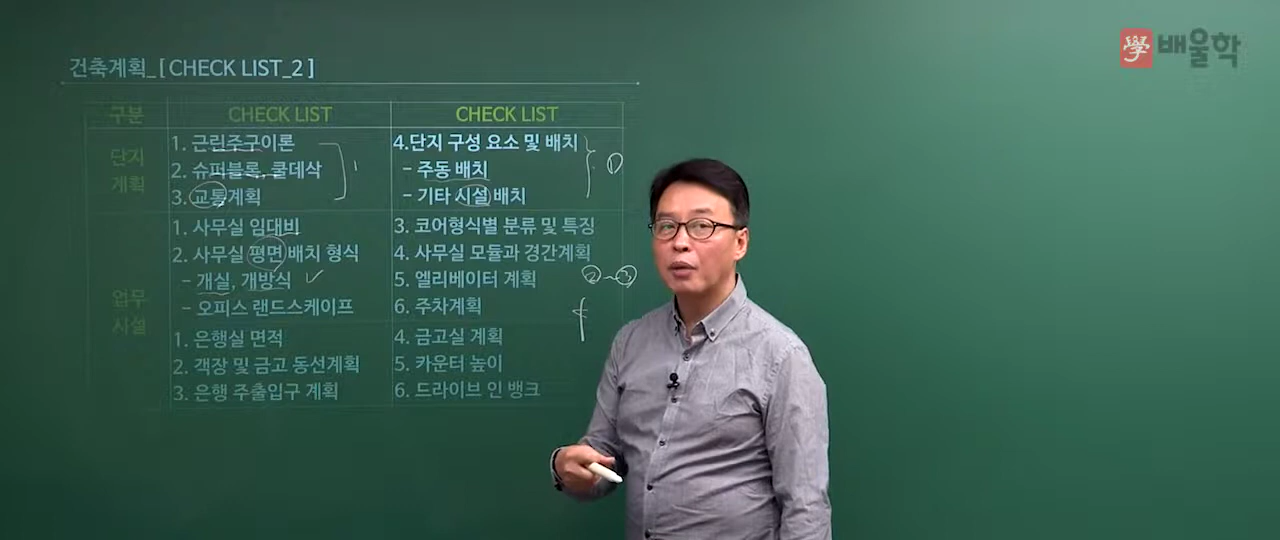 學 배울학
건축계획_[ CHECK LIST_2 ]
구분 CHECK LIST CHECK LIST
단지 계획
1. 근린주구이론
2. 슈퍼블록, 쿨데삭
3. 교통계획
4.단지 구성 요소 및 배치
- 주동 배치
- 기타 시설 배치
1
업무 시설
1. 사무실 임대비
2. 사무실 평면 배치 형식
- 개실, 개방식
- 오피스 랜드스케이프
3. 코어형식별 분류 및 특징
4. 사무실 모듈과 경간계획
5. 엘리베이터 계획
6. 주차계획
② ~ ③
1. 은행실 면적
2. 객장 및 금고 동선계획
3. 은행 주출입구 계획
4. 금고실 계획
5. 카운터 높이
6. 드라이브 인 뱅크